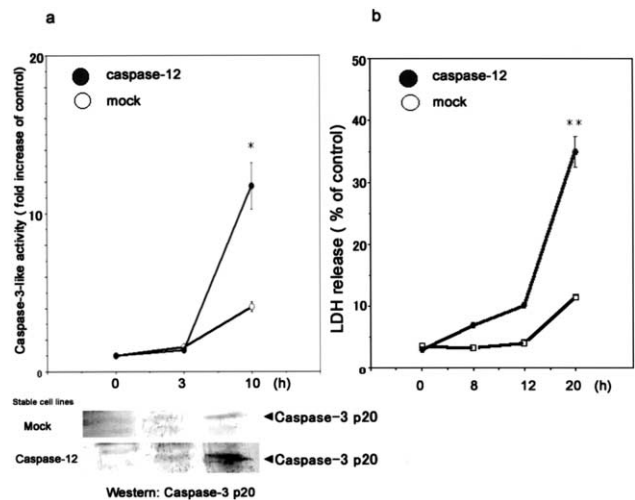 a
Caspase-3-like activity ( fold increase of control)
20
10
0
caspase-12
mock
*
0 3 10 (h)
Stable cell lines
Mock
Caspase-3 p20
Caspase-12
Caspase-3 p20
Western: Caspase-3 p20
b
LDH release ( % of control)
50
40
30
20
10
0
caspase-12
mock
**
0 8 12 20 (h)